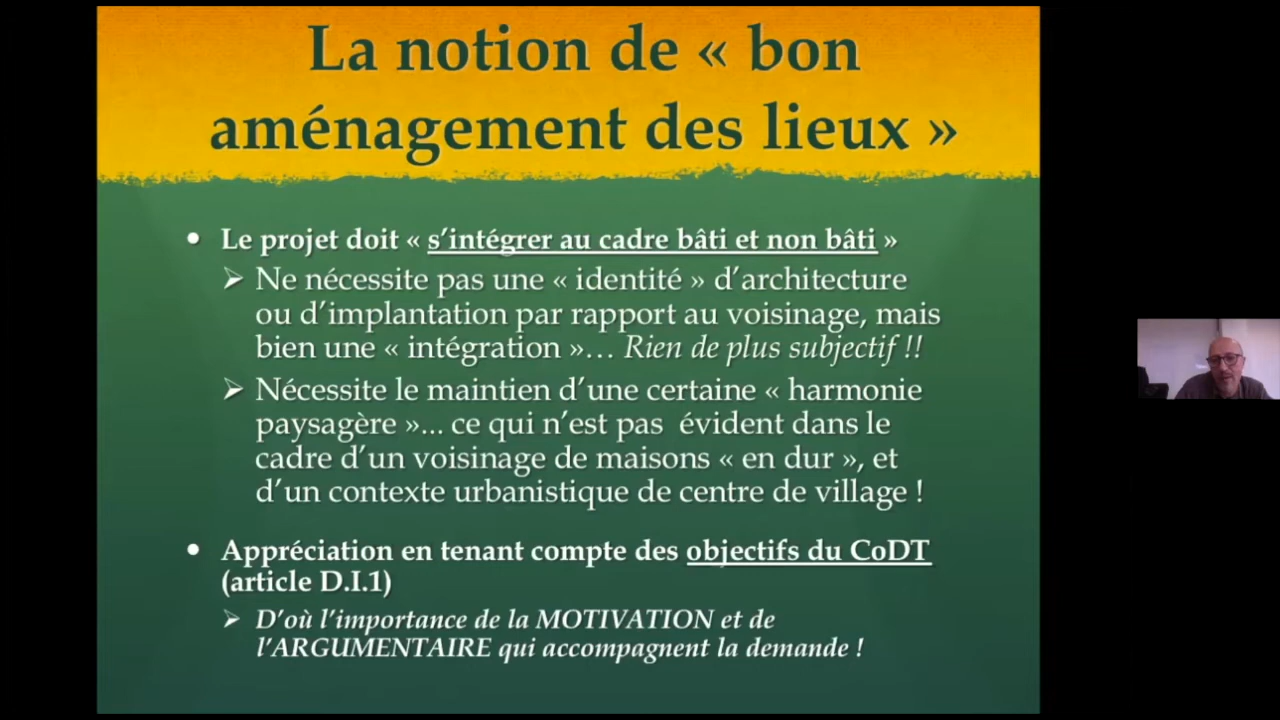 La notion de « bon
aménagement des lieux »
• Le projet doit « s’intégrer au cadre bâti et non bâti »
➢ Ne nécessite pas une « identité » d’architecture
ou d’implantation par rapport au voisinage, mais
bien une « intégration »… Rien de plus subjectif !!
➢ Nécessite le maintien d’une certaine « harmonie
paysagère »... ce qui n’est pas évident dans le
cadre d’un voisinage de maisons « en dur », et
d’un contexte urbanistique de centre de village !
• Appréciation en tenant compte des objectifs du CoDT
(article D.I.1)
➢ D’où l’importance de la MOTIVATION et de
l’ARGUMENTAIRE qui accompagnent la demande !